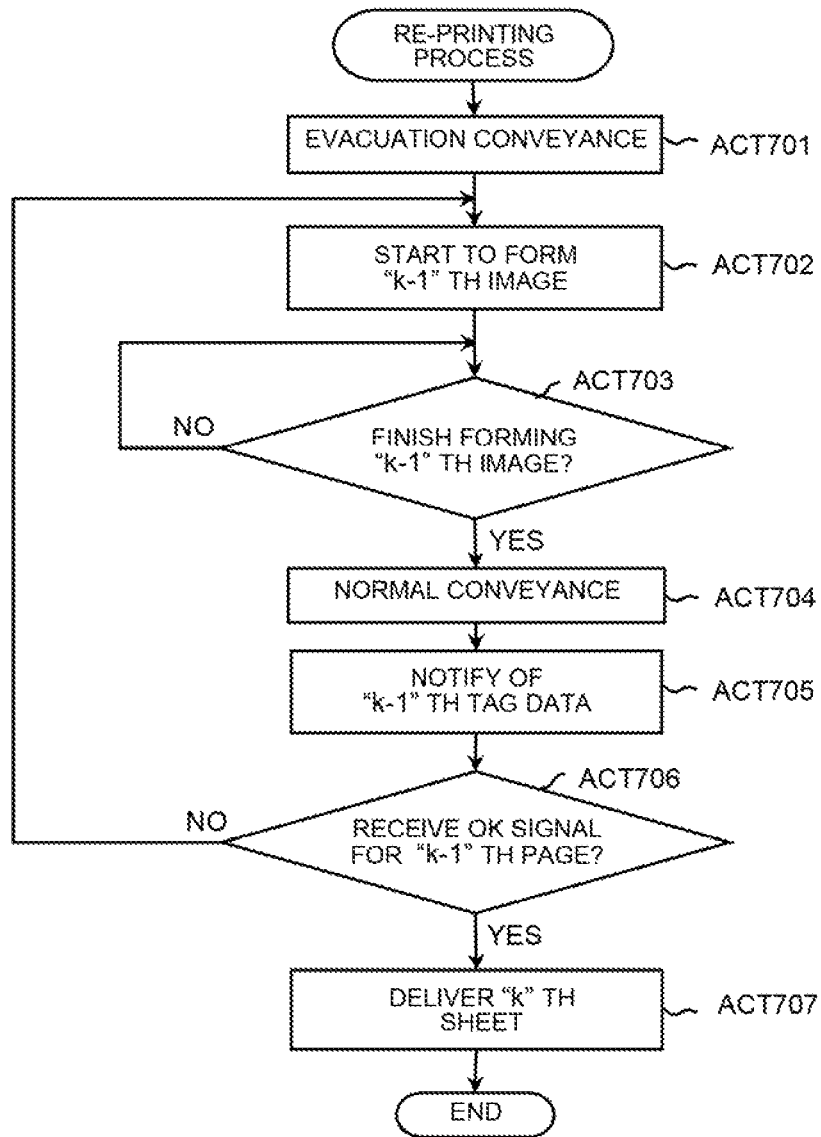 RE-PRINTING
PROCESS
EVACUATION CONVEYANCE
ACT701
START TO FORM
"k-1" TH IMAGE
ACT702
ACT703
NO
FINISH FORMING
"k-1" TH IMAGE?
YES
NORMAL CONVEYANCE
ACT704
NOTIFY OF
"k-1" TH TAG DATA
ACT705
ACT706
NO
RECEIVE OK SIGNAL
FOR "k-1" TH PAGE?
YES
DELIVER "k" TH
SHEET
ACT707
END